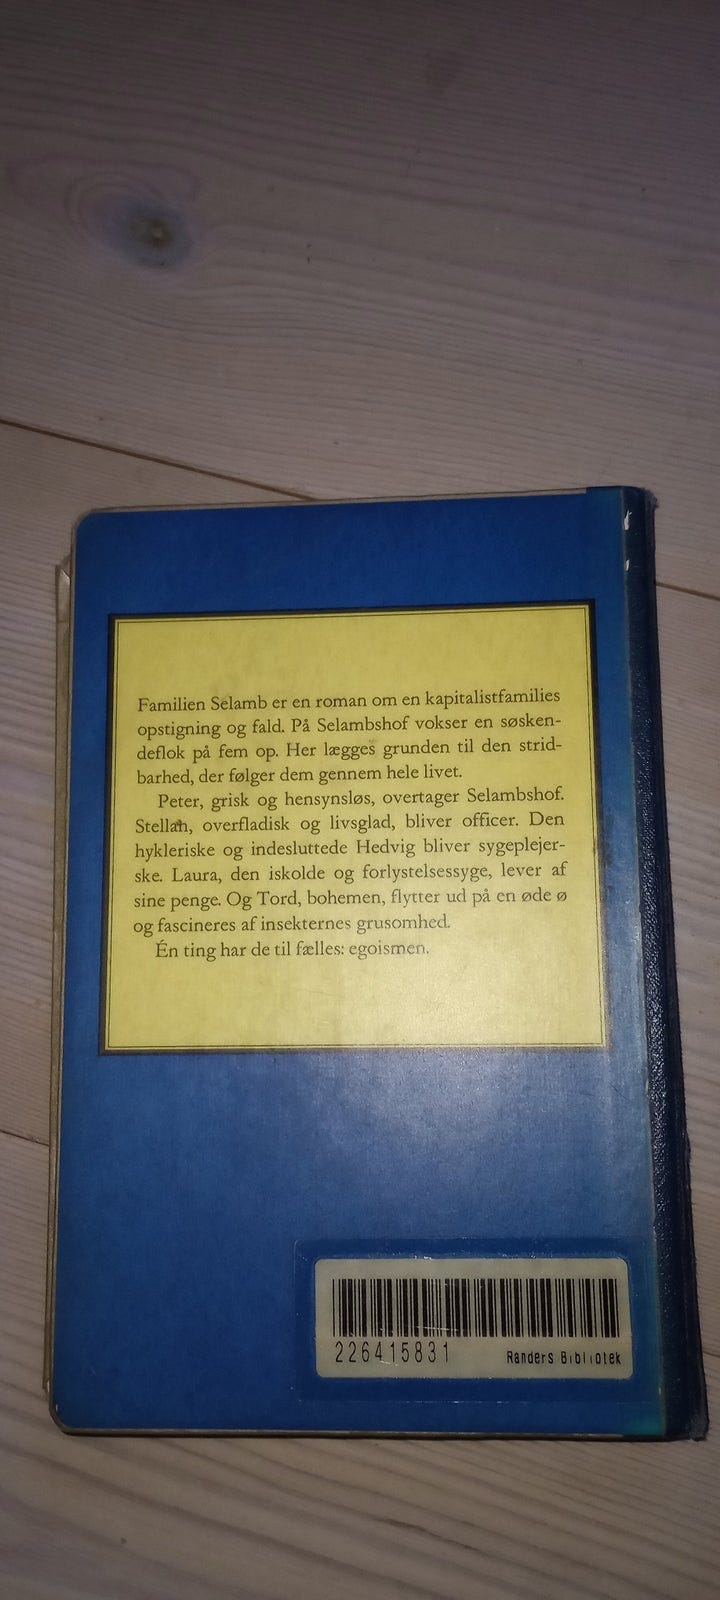 Familien Selamb er en roman om en kapitalistfamilies
opstigning og fald. På Selambshof vokser en søsken-
deflok på fem op. Her lægges grunden til den strid-
barhed, der følger dem gennem hele livet.
Peter, grisk og hensynsløs, overtager Selambshof.
Stellan, overfladisk og livsglad, bliver officer. Den
hykleriske og indesluttede Hedvig bliver sygeplejer-
ske. Laura, den iskolde og forlystelsessyge, lever af
sine penge. Og Tord, bohemen, flytter ud på en øde ø
og fascineres af insekternes grusomhed.
Én ting har de til fælles: egoismen.
226415831 Randers Bibliotek